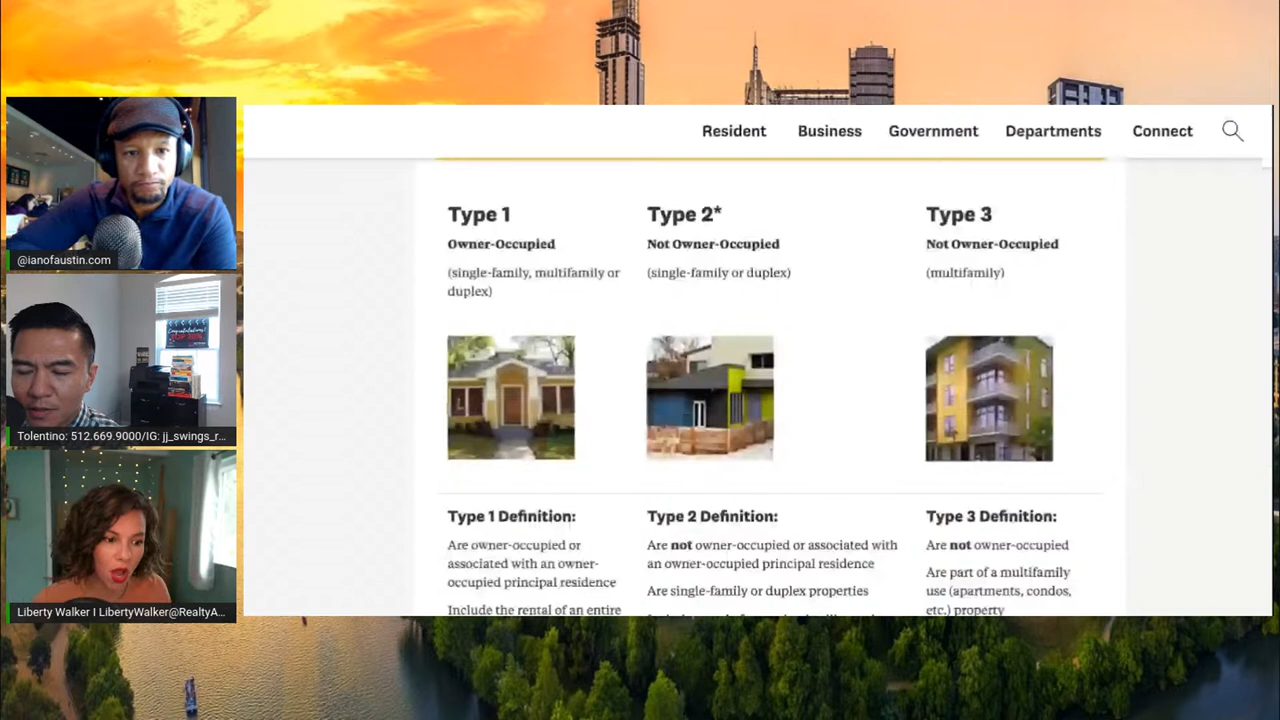 Resident Business Government Departments Connect
Type 1
Owner-Occupied
(single-family, multifamily or
duplex)
Type 2*
Not Owner-Occupied
(single-family or duplex)
Type 3
Not Owner-Occupied
(multifamily)
Type 1 Definition:
Are owner-occupied or
associated with an owner-
occupied principal residence
Include the rental of an entire
Type 2 Definition:
Are not owner-occupied or associated with
an owner-occupied principal residence
Are single-family or duplex properties
Type 3 Definition:
Are not owner-occupied
Are part of a multifamily
use (apartments, condos,
etc.) property
@ianofaustin.com
Congratulations!
Tolentino: 512.669.9000/IG: jj_swings_r...
Liberty Walker I LibertyWalker@RealtyA...